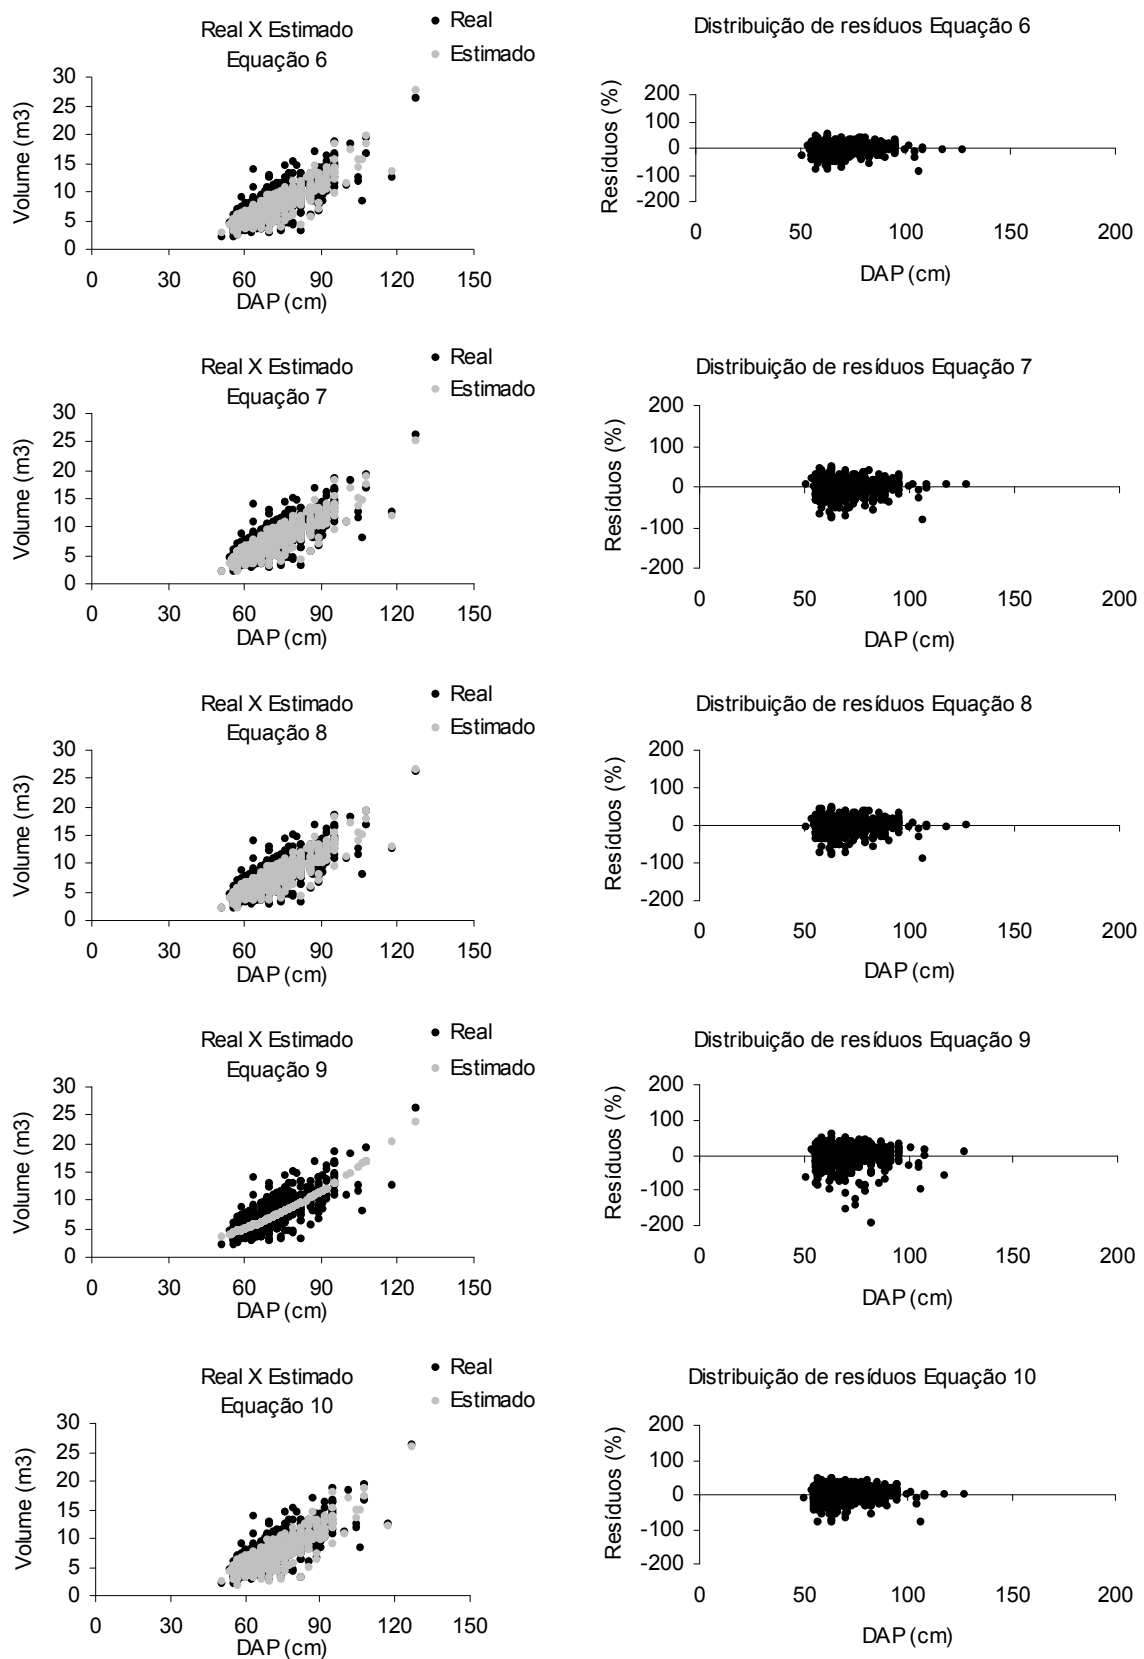 Real X Estimado
Equação 6
Real
Estimado
Volume (m3)
30
25
20
15
10
5
0
0 30 60 90 120 150
DAP (cm)
Distribuição de resíduos Equação 6
Resíduos (%)
200
100
0
-100
-200
0 50 100 150 200
DAP (cm)
Real X Estimado
Equação 7
Real
Estimado
Volume (m3)
30
25
20
15
10
5
0
0 30 60 90 120 150
DAP (cm)
Distribuição de resíduos Equação 7
Resíduos (%)
200
100
0
-100
-200
0 50 100 150 200
DAP (cm)
Real X Estimado
Equação 8
Real
Estimado
Volume (m3)
30
25
20
15
10
5
0
0 30 60 90 120 150
DAP (cm)
Distribuição de resíduos Equação 8
Resíduos (%)
200
100
0
-100
-200
0 50 100 150 200
DAP (cm)
Real X Estimado
Equação 9
Real
Estimado
Volume (m3)
30
25
20
15
10
5
0
0 30 60 90 120 150
DAP (cm)
Distribuição de resíduos Equação 9
Resíduos (%)
200
100
0
-100
-200
0 50 100 150 200
DAP (cm)
Real X Estimado
Equação 10
Real
Estimado
Volume (m3)
30
25
20
15
10
5
0
0 30 60 90 120 150
DAP (cm)
Distribuição de resíduos Equação 10
Resíduos (%)
200
100
0
-100
-200
0 50 100 150 200
DAP (cm)